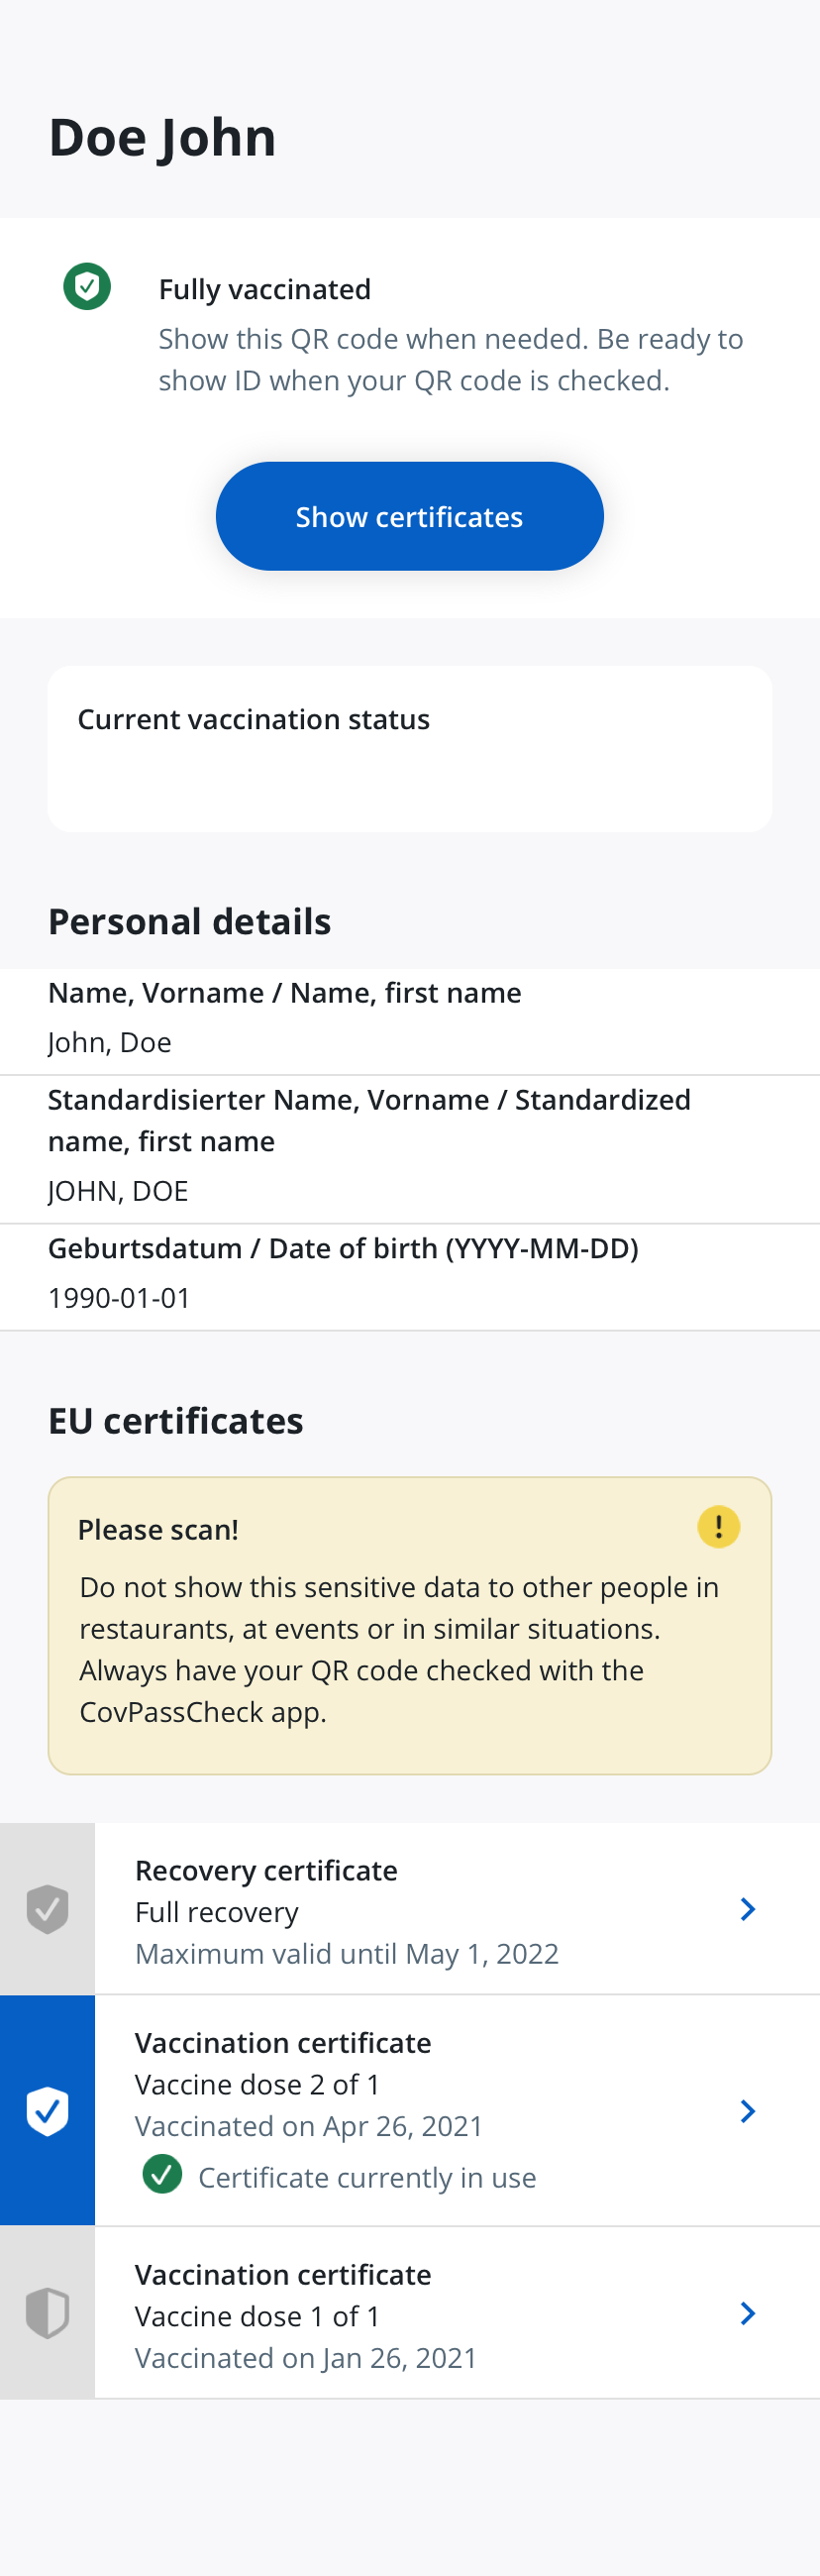 Doe John
Fully vaccinated
Show this QR code when needed. Be ready to
show ID when your QR code is checked.
Show certificates
Current vaccination status
Personal details
Name, Vorname / Name, first name
John, Doe
Standardisierter Name, Vorname / Standardized
name, first name
JOHN, DOE
Geburtsdatum / Date of birth (YYYY-MM-DD)
1990-01-01
EU certificates
Please scan!
Do not show this sensitive data to other people in
restaurants, at events or in similar situations.
Always have your QR code checked with the
CovPassCheck app.
Recovery certificate
Full recovery
Maximum valid until May 1, 2022
Vaccination certificate
Vaccine dose 2 of 1
Vaccinated on Apr 26, 2021
Certificate currently in use
Vaccination certificate
Vaccine dose 1 of 1
Vaccinated on Jan 26, 2021